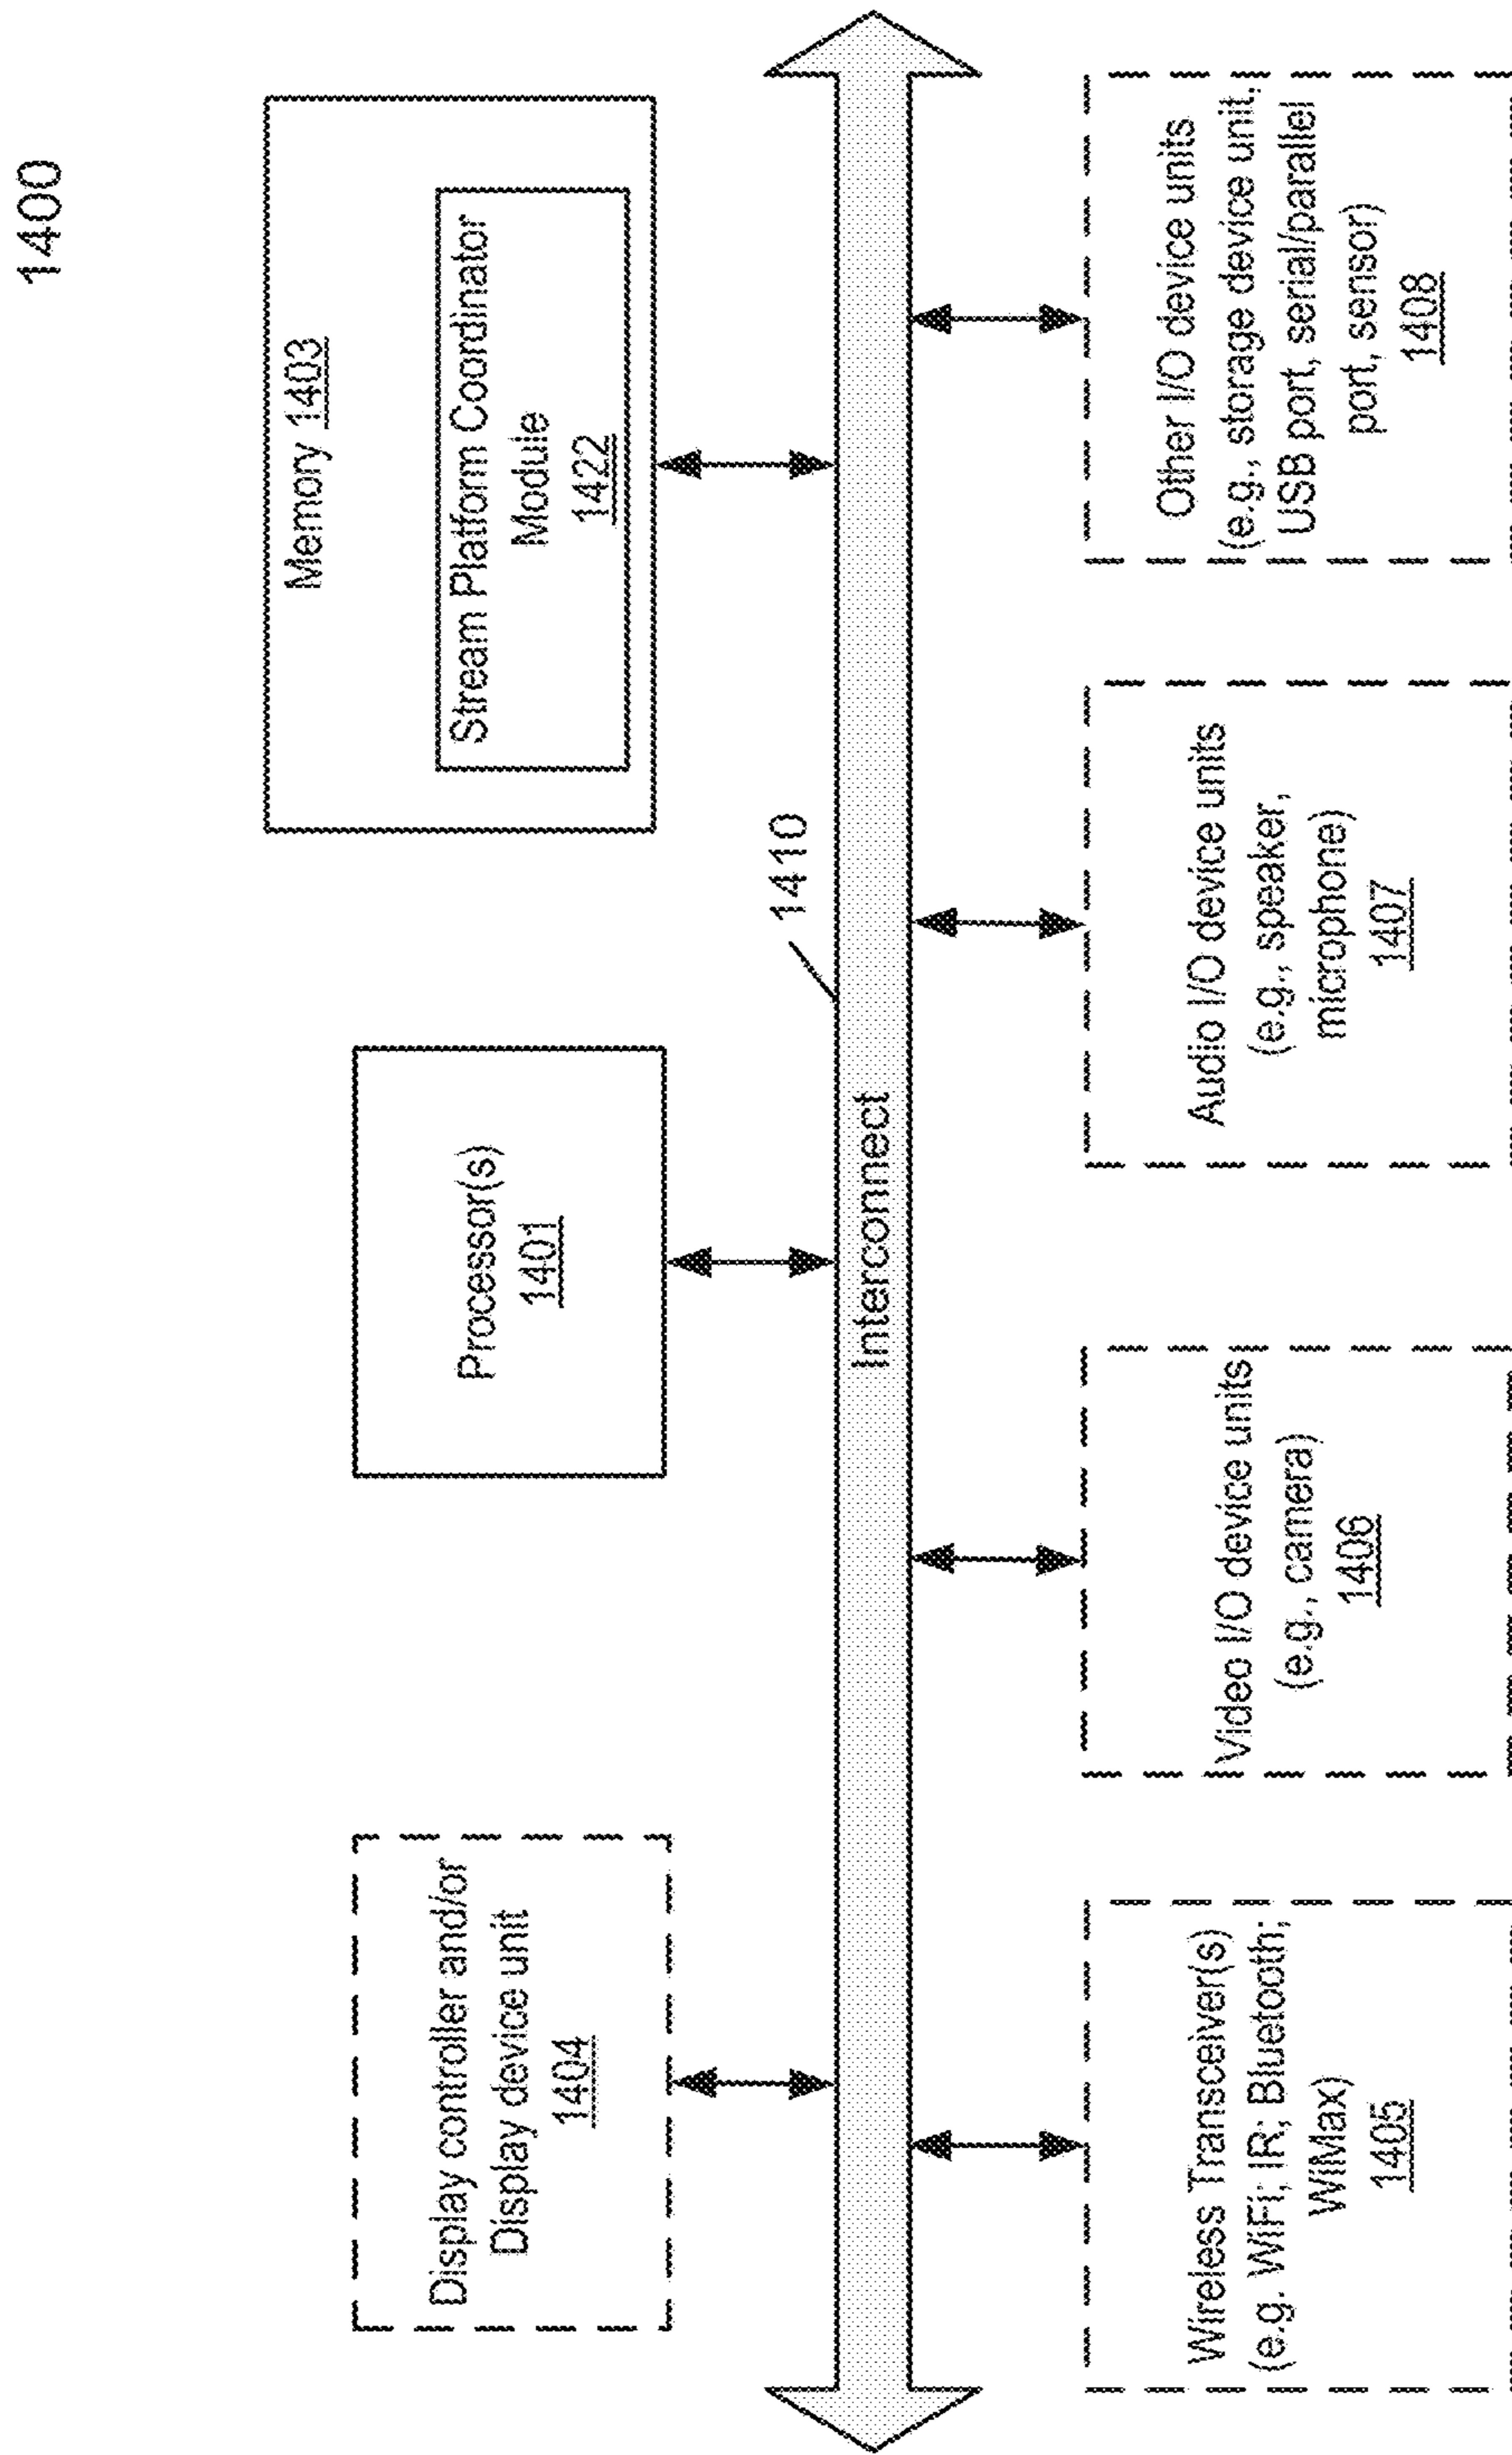 1400
Display controller and/or
Display device unit
1404
Processor(s)
1401
Memory 1403
Stream Platform Coordinator
Module
1422
1410
Interconnect
Wireless Transceiver(s)
(e.g. WiFi; IR; Bluetooth;
WiMax)
1405
Video I/O device units
(e.g., camera)
1406
Audio I/O device units
(e.g., speaker,
microphone)
1407
Other I/O device units
(e.g., storage device unit,
USB port, serial/parallel
port, sensor)
1408